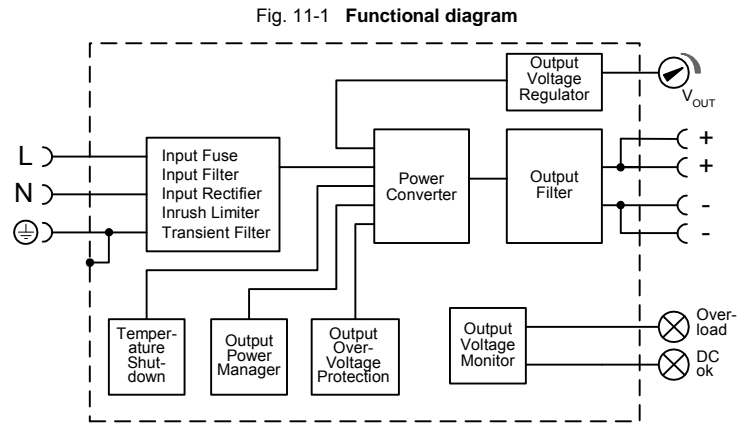 Fig. 11-1 Functional diagram
Output
Voltage
Regulator
VOUT
L
N
Input Fuse
Input Filter
Input Rectifier
Inrush Limiter
Transient Filter
Power
Converter
Output
Filter
+
+
-
-
Temper-
ature
Shut-
down
Output
Power
Manager
Output
Over-
Voltage
Protection
Output
Voltage
Monitor
Over-
load
DC
ok